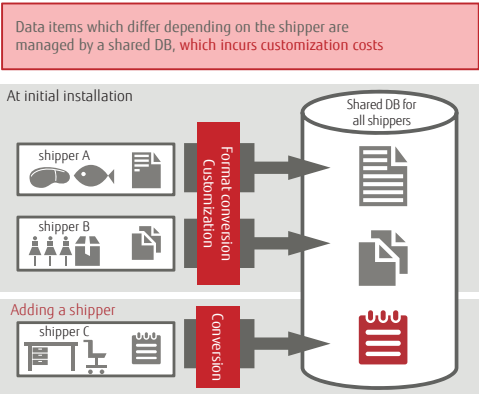 Data items which differ depending on the shipper are
managed by a shared DB, which incurs customization costs
At initial installation
Shared DB for
all shippers
shipper A
shipper B
Format conversion
Customization
Adding a shipper
shipper C
Conversion